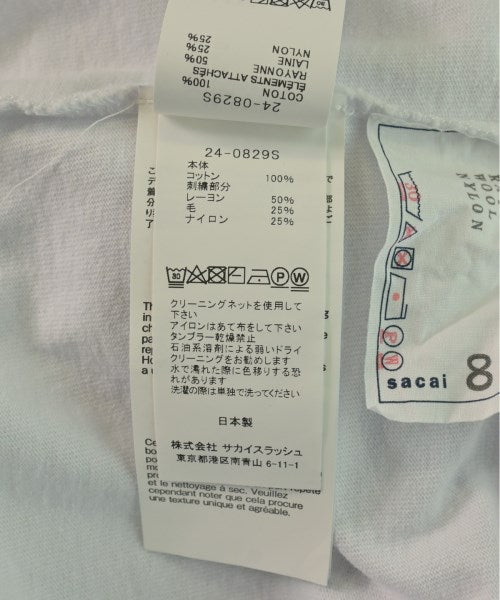 24-0829S
COTON 100%
ÉLÉMENTS ATTACHÉS
RAYONNE 50%
LAINE 25%
NYLON 25%
24-0829S
本体
コットン 100%
刺繍部分
レーヨン 50%
毛 25%
ナイロン 25%
クリーニングネットを使用して
下さい
アイロンはあて布をして下さい
タンブラー乾燥禁止
石油系溶剤による弱いドライ
クリーニングをお勧めします
水で濡れた際に色移りする恐
れがあります
洗濯の際は単独で洗ってください
日本製
株式会社 サカイスラッシュ
東京都港区南青山 6-11-1
et le nettoyage à sec. Veuillez
cependant noter que cela procure
une texture unique et agréable.
sacai
8